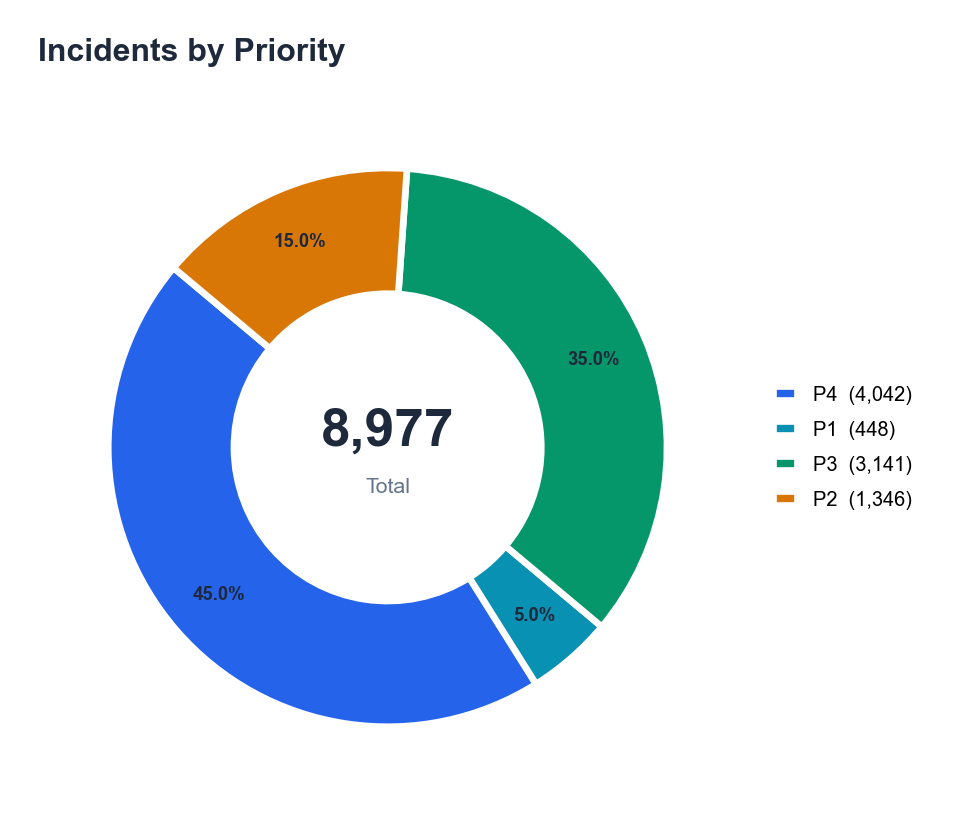 Incidents by Priority
15.0%
35.0%
8,977
Total
45.0%
5.0%
P4 (4,042)
P1 (448)
P3 (3,141)
P2 (1,346)